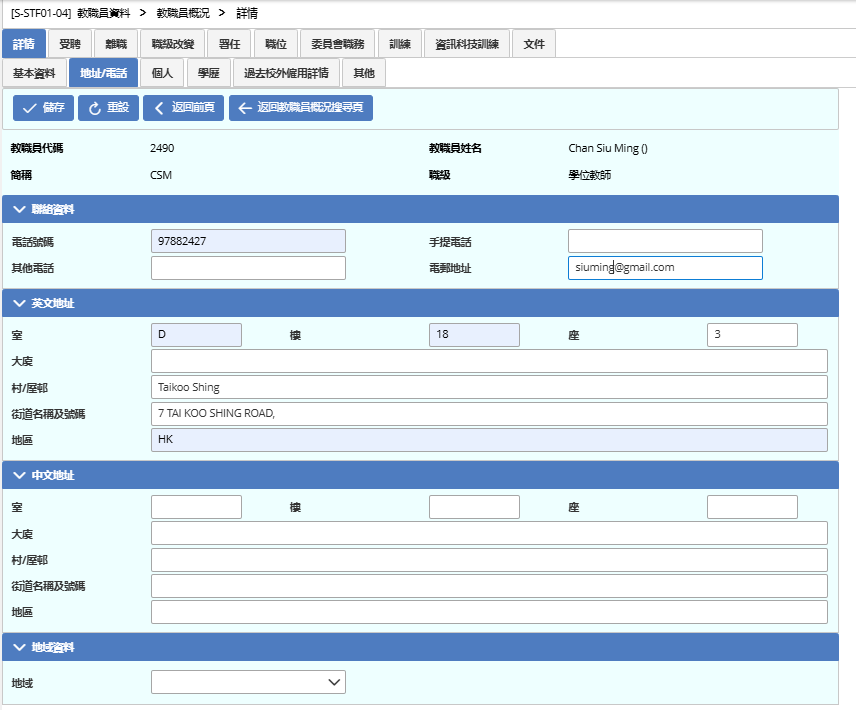 [S-STF01-04] 教職員資料 > 教職員概況 > 詳情
詳情 受聘 離職 職級改變 署任 職位 委員會職務 訓練 資訊科技訓練 文件
基本資料 地址/電話 個人 學歷 過去校外僱用詳情 其他
儲存 重設 返回前頁 返回教職員概況搜尋頁
教職員代碼 2490 教職員姓名 Chan Siu Ming ()
簡稱 CSM 職級 學位教師
聯絡資料
電話號碼 97882427 手提電話
其他電話 電郵地址 siuming@gmail.com
英文地址
室 D 樓 18 座 3
大廈
村/屋邨 Taikoo Shing
街道名稱及號碼 7 TAI KOO SHING ROAD,
地區 HK
中文地址
室 樓 座
大廈
村/屋邨
街道名稱及號碼
地區
地域資料
地域